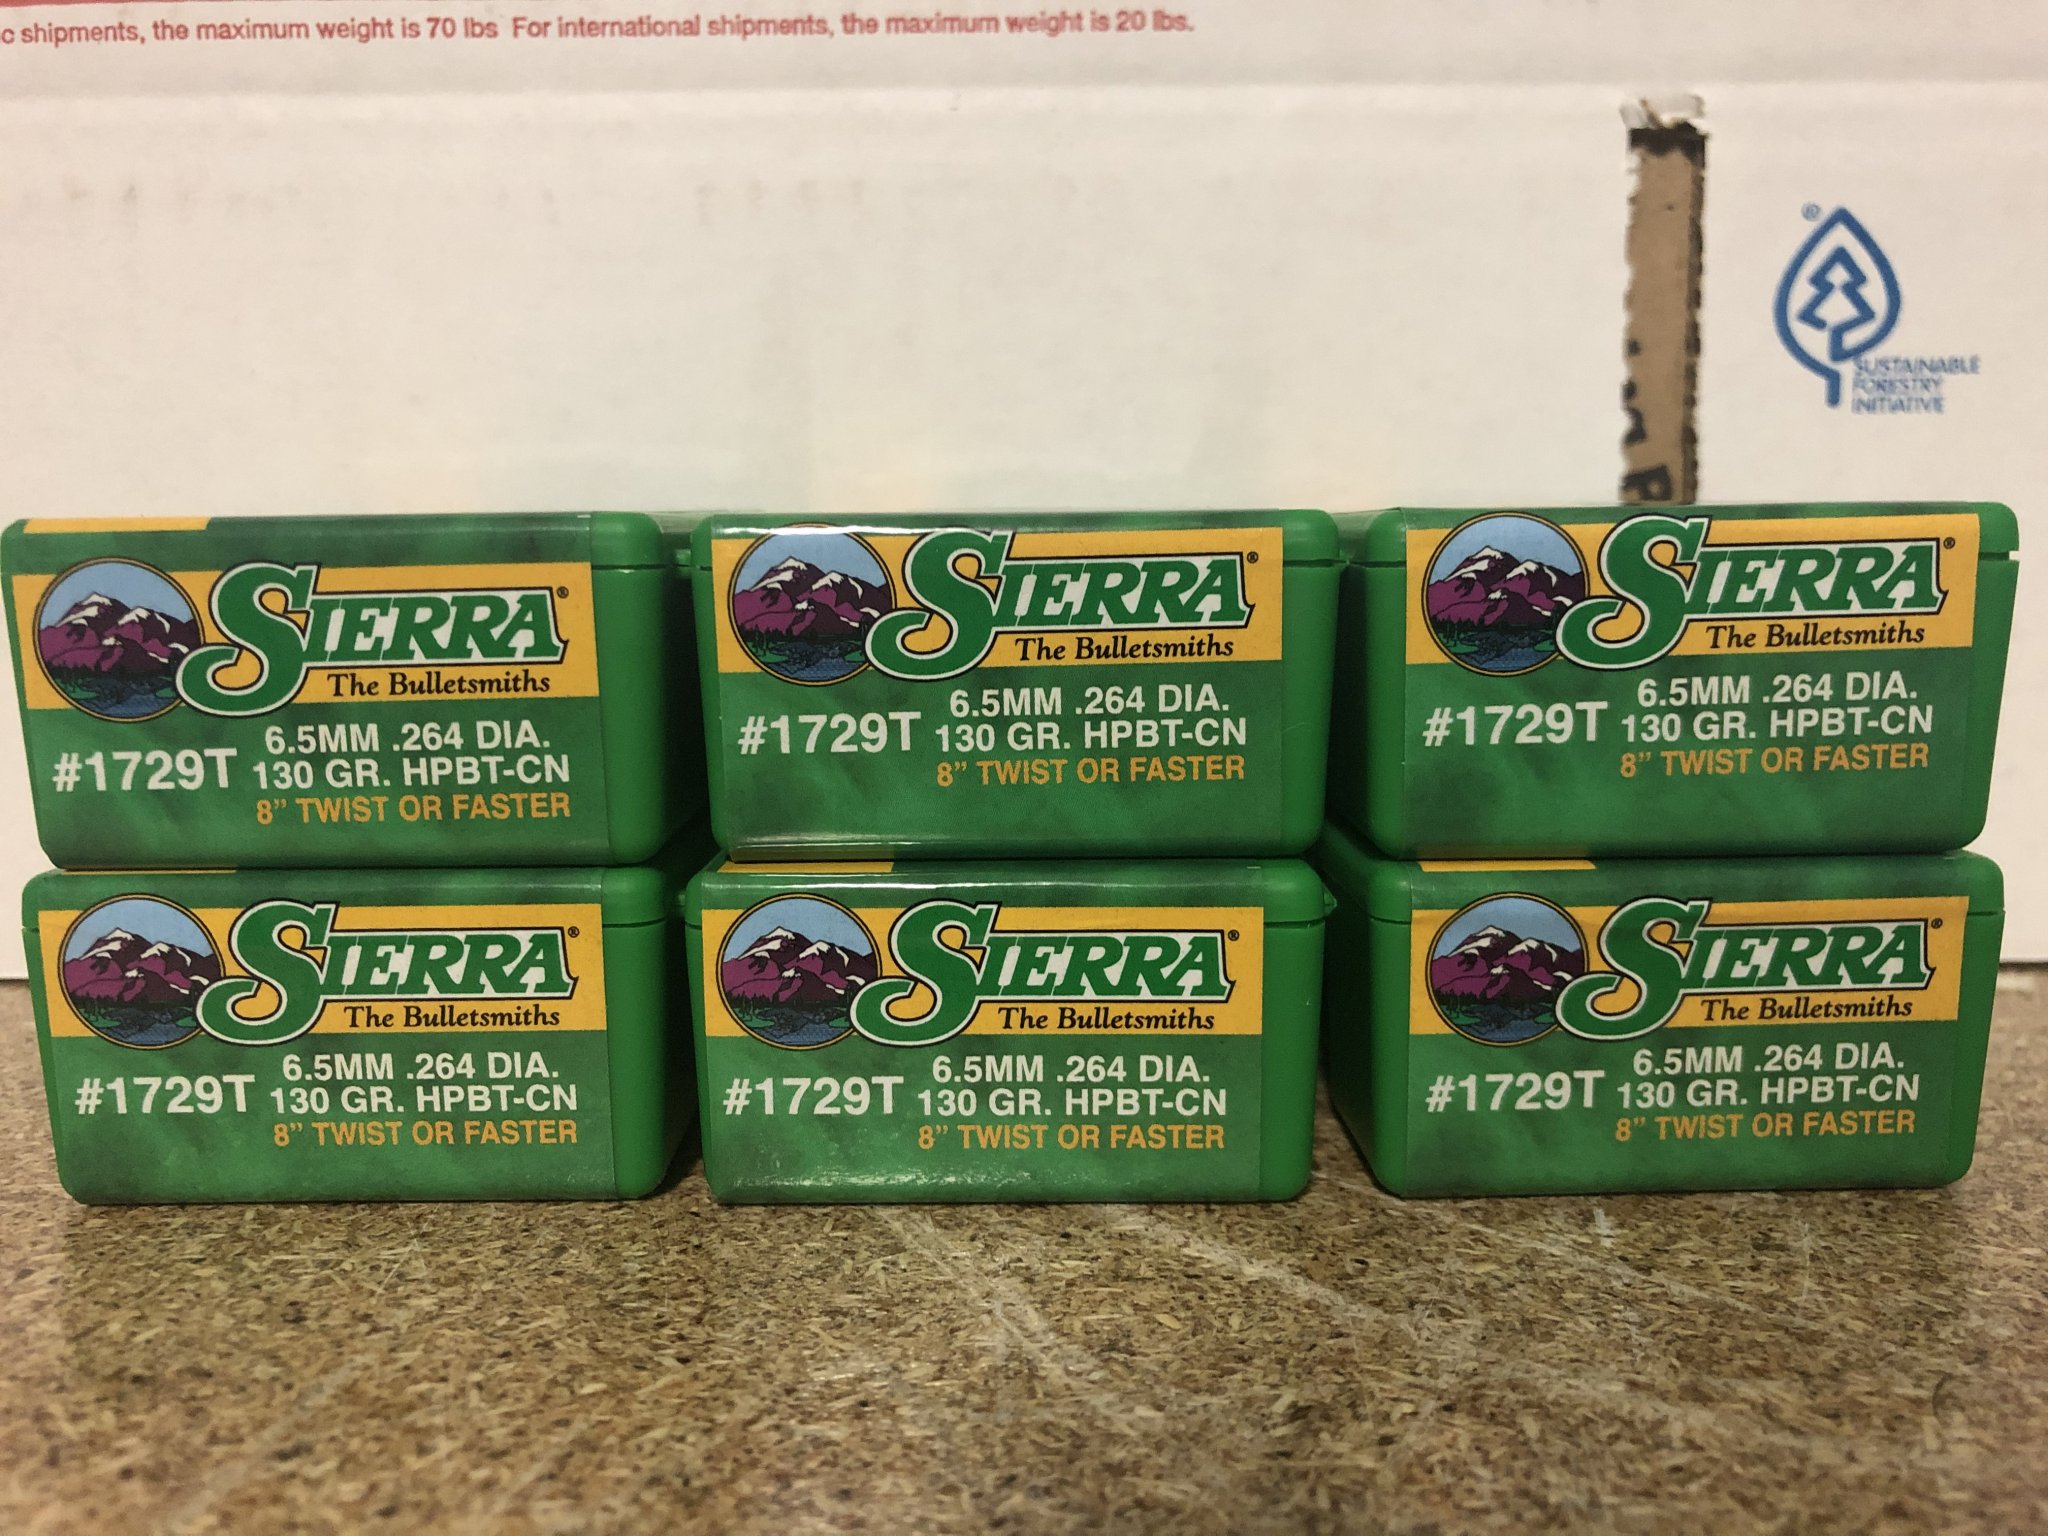 c shipments, the maximum weight is 70 lbs For international shipments, the maximum weight is 20 lbs.
®
SUSTAINABLE
FORESTRY
INITIATIVE
SIERRA®
The Bulletsmiths
#1729T
6.5MM .264 DIA.
130 GR. HPBT-CN
8" TWIST OR FASTER
SIERRA®
The Bulletsmiths
#1729T
6.5MM .264 DIA.
130 GR. HPBT-CN
8" TWIST OR FASTER
SIERRA®
The Bulletsmiths
#1729T
6.5MM .264 DIA.
130 GR. HPBT-CN
8" TWIST OR FASTER
SIERRA®
The Bulletsmiths
#1729T
6.5MM .264 DIA.
130 GR. HPBT-CN
8" TWIST OR FASTER
SIERRA®
The Bulletsmiths
#1729T
6.5MM .264 DIA.
130 GR. HPBT-CN
8" TWIST OR FASTER
SIERRA®
The Bulletsmiths
#1729T
6.5MM .264 DIA.
130 GR. HPBT-CN
8" TWIST OR FASTER